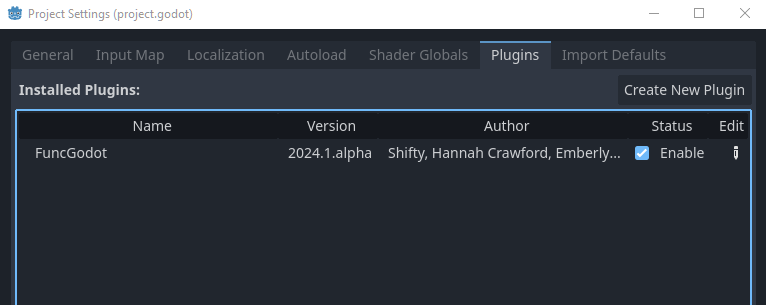 Project Settings (project.godot)
General Input Map Localization Autoload Shader Globals Plugins Import Defaults
Installed Plugins: Create New Plugin
Name Version Author Status Edit
FuncGodot 2024.1.alpha Shifty, Hannah Crawford, Emberly... Enable